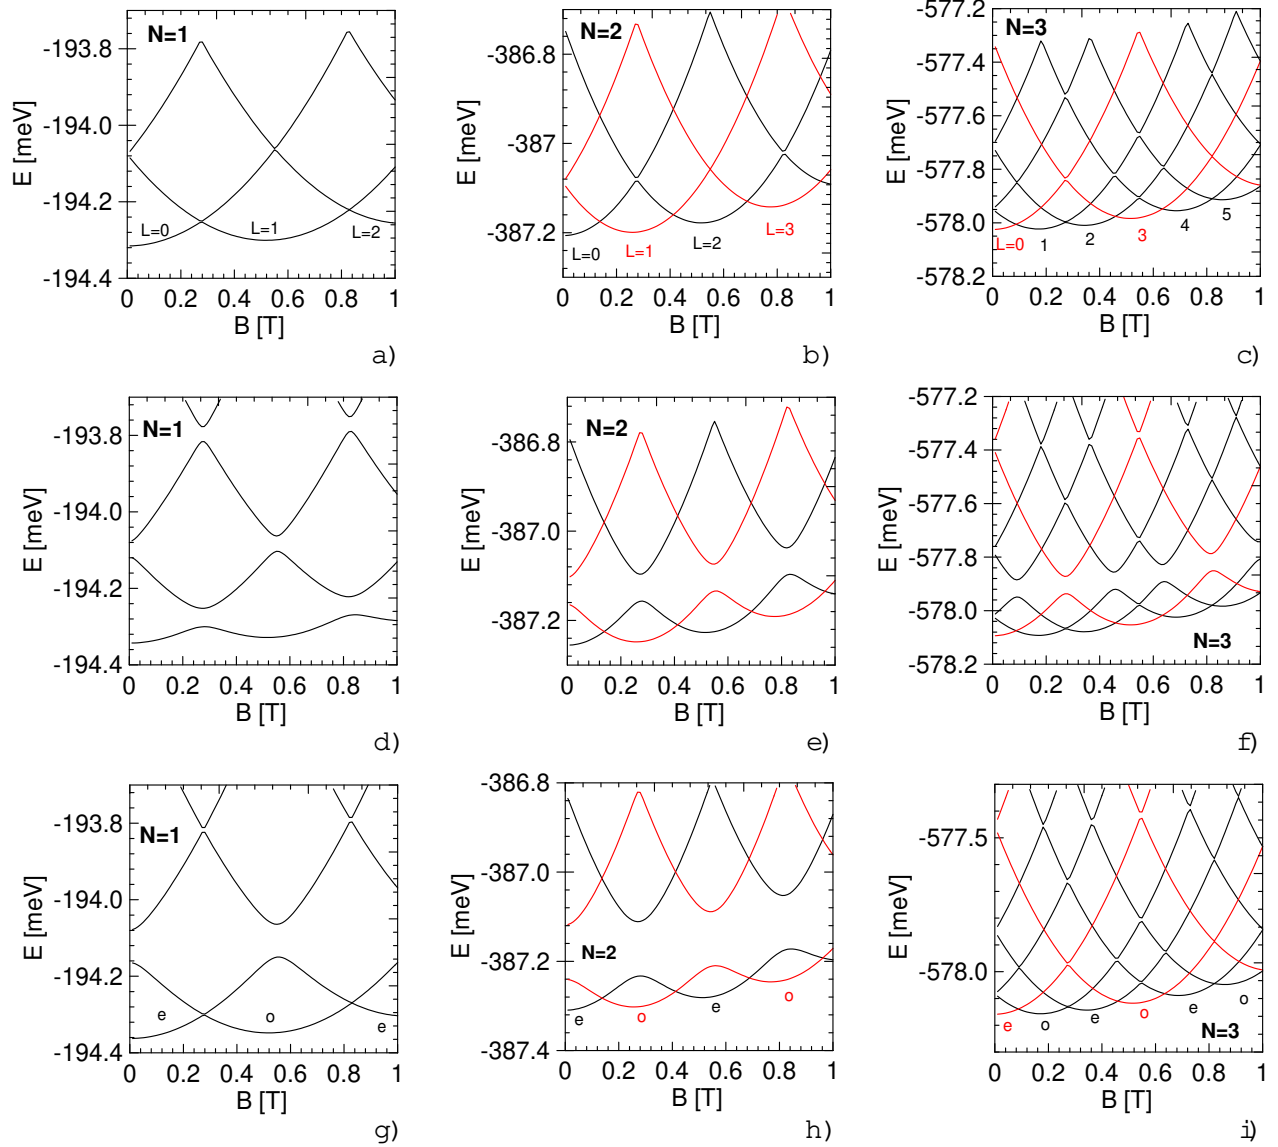 N=1
-193.8
-194.0
-194.2
-194.4
E [meV]
L=0
L=1
L=2
0 0.2 0.4 0.6 0.8 1
B [T]
a)
N=2
-386.8
-387
-387.2
E [meV]
L=0
L=1
L=2
L=3
0 0.2 0.4 0.6 0.8 1
B [T]
b)
N=3
-577.2
-577.4
-577.6
-577.8
-578.0
-578.2
E [meV]
L=0
1
2
3
4
5
0 0.2 0.4 0.6 0.8 1
B [T]
c)
N=1
-193.8
-194.0
-194.2
-194.4
E [meV]
0 0.2 0.4 0.6 0.8 1
B [T]
d)
N=2
-386.8
-387.0
-387.2
E [meV]
0 0.2 0.4 0.6 0.8 1
B [T]
e)
-577.2
-577.4
-577.6
-577.8
-578.0
-578.2
E [meV]
N=3
0 0.2 0.4 0.6 0.8 1
B [T]
f)
N=1
-193.8
-194.0
-194.2
-194.4
E [meV]
e
o
e
0 0.2 0.4 0.6 0.8 1
B [T]
g)
-386.8
-387.0
-387.2
-387.4
E [meV]
N=2
e
o
e
o
0 0.2 0.4 0.6 0.8 1
B [T]
h)
-577.5
-578.0
E [meV]
e
o
e
o
e
o
N=3
0 0.2 0.4 0.6 0.8 1
B [T]
i)